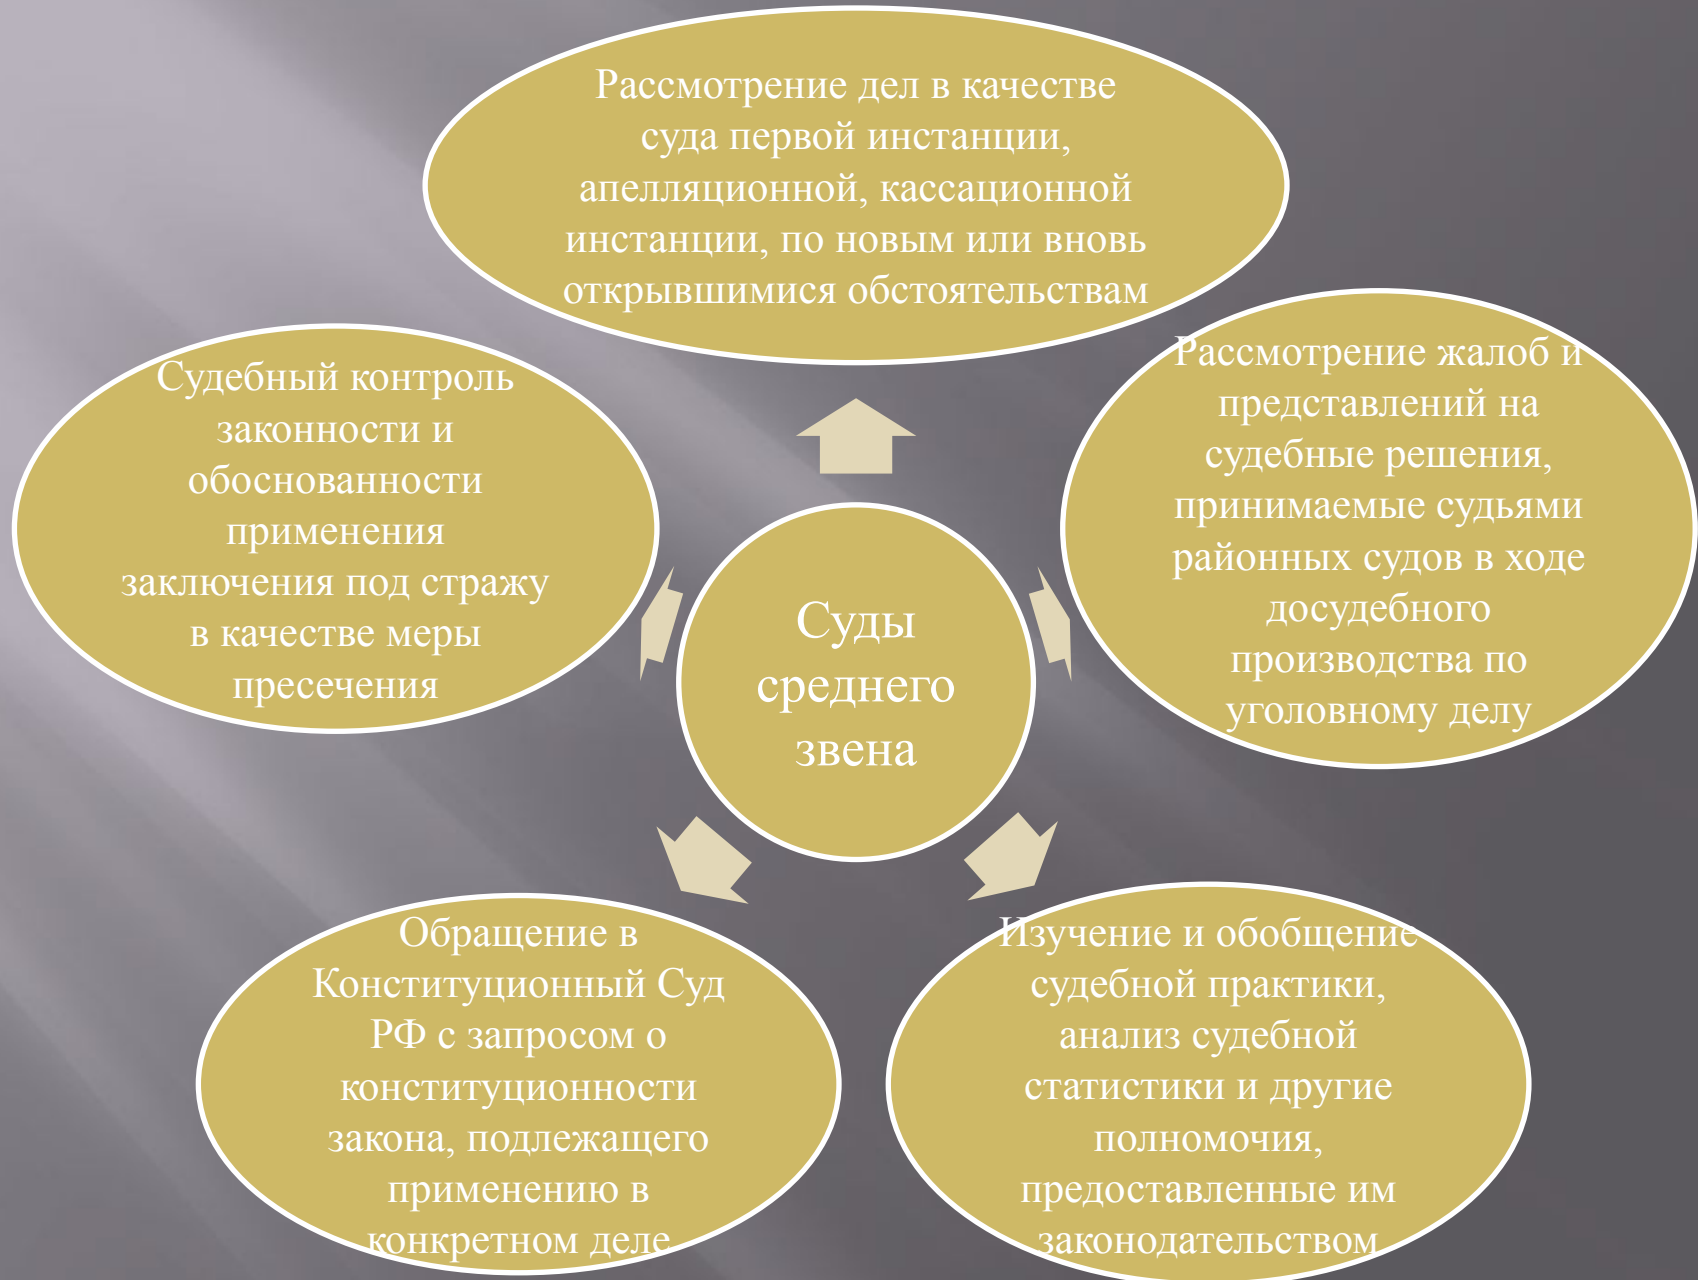 Рассмотрение дел в качестве
суда первой инстанции,
апелляционной, кассационной
инстанции, по новым или вновь
открывшимися обстоятельствам
Судебный контроль
законности и
обоснованности
применения
заключения под стражу
в качестве меры
пресечения
Рассмотрение жалоб и
представлений на
судебные решения,
принимаемые судьями
районных судов в ходе
досудебного
производства по
уголовному делу
Суды
среднего
звена
Обращение в
Конституционный Суд
РФ с запросом о
конституционности
закона, подлежащего
применению в
конкретном деле
Изучение и обобщение
судебной практики,
анализ судебной
статистики и другие
полномочия,
предоставленные им
законодательством